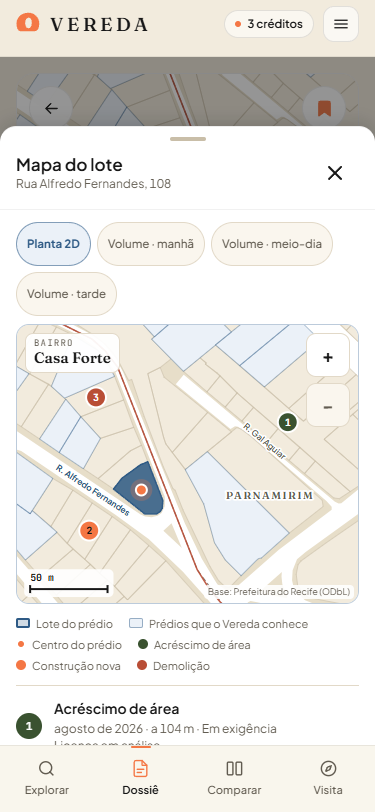 VEREDA
3 créditos
Mapa do lote
Rua Alfredo Fernandes, 108
Planta 2D
Volume · manhã
Volume · meio-dia
Volume · tarde
BAIRRO
Casa Forte
+
−
3
1
R. Gal Aguiar
R. Alfredo Fernandes
PARNAMIRIM
2
50 m
Base: Prefeitura do Recife (ODbL)
Lote do prédio
Prédios que o Vereda conhece
Centro do prédio
Acréscimo de área
Construção nova
Demolição
1
Acréscimo de área
agosto de 2026 · a 104 m · Em exigência
Licença em análise
Explorar
Dossiê
Comparar
Visita